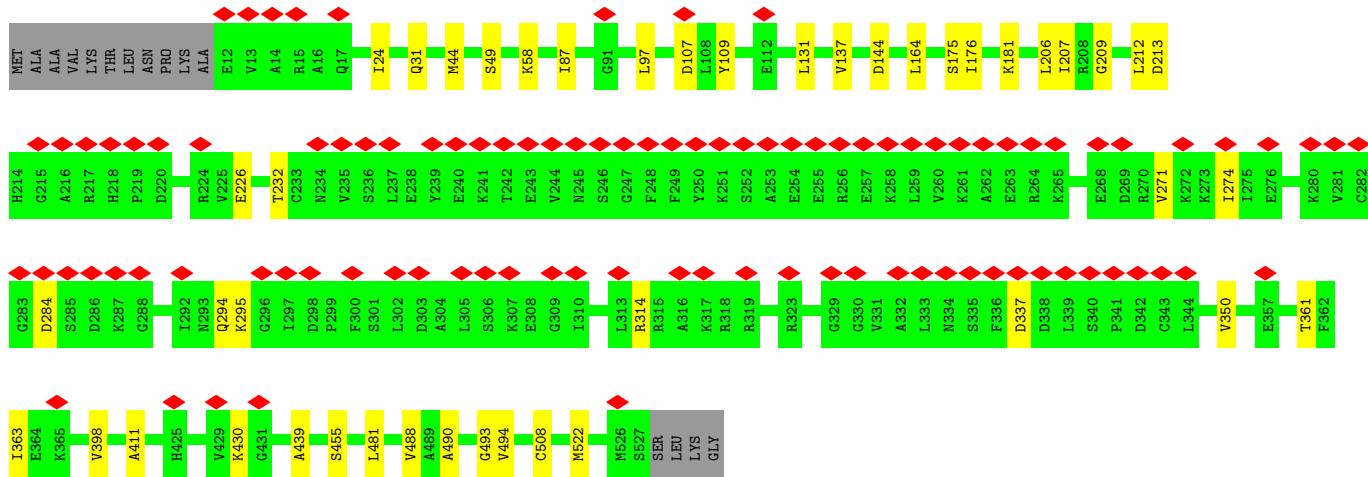 MET ALA ALA VAL LYS THR LEU ASN PRO LYS ALA E12 V13 A14 R15 A16 Q17 I24 Q31 M44 S49 K58 I87 G91 L97 D107 L108 Y109 E112 L131 V137 D144 L164 S175 I176 K181 L206 I207 R208 G209 L212 D213
H214 G215 A216 R217 H218 P219 D220 R224 V225 E226 T232 C233 N234 V235 S236 L237 E238 Y239 E240 K241 T242 E243 V244 N245 S246 G247 F248 F249 Y250 K251 S252 A253 E254 E255 R256 E257 K258 L259 V260 K261 A262 E263 R264 K265 E268 D269 R270 V271 K272 K273 I274 I275 E276 K280 V281 C282
G283 D284 S285 D286 K287 G288 I292 N293 Q294 K295 G296 I297 D298 P299 F300 S301 L302 D303 A304 L305 S306 K307 E308 G309 I310 L313 R314 R315 A316 K317 R318 R319 R323 G329 G330 V331 A332 L333 N334 S335 F336 D337 D338 L339 S340 P341 D342 C343 L344 V350 E357 T361 F362
I363 E364 K365 V398 A411 H425 V429 K430 G431 A439 S455 L481 V488 A489 A490 G493 V494 C508 M522 M526 S527 SER LEU LYS GLY